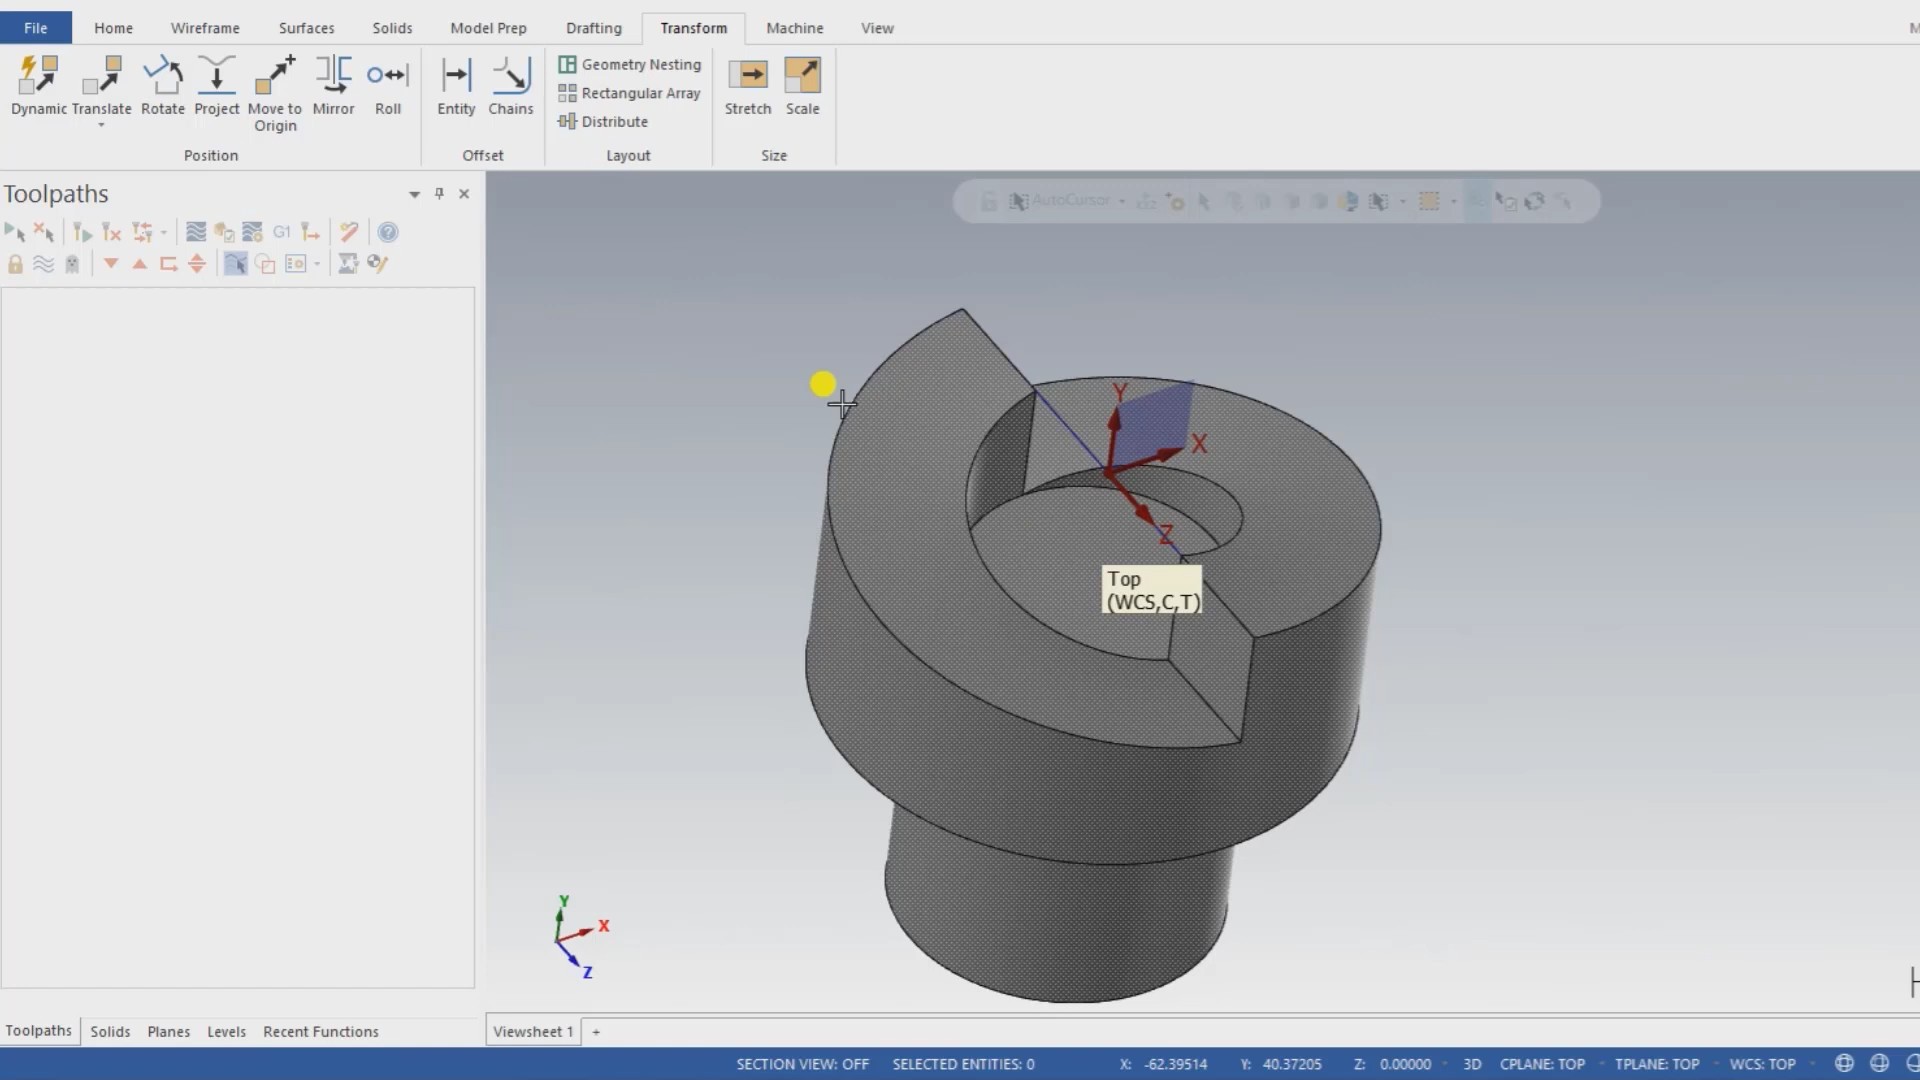 File Home Wireframe Surfaces Solids Model Prep Drafting Transform Machine View
Dynamic Translate Rotate Project Move to Origin Mirror Roll
Position
Entity Chains
Offset
Geometry Nesting
Rectangular Array
Distribute
Layout
Stretch Scale
Size
Toolpaths
G1
AutoCursor
Y
X
Z
Top
(WCS,C,T)
Y
X
Z
Toolpaths Solids Planes Levels Recent Functions
Viewsheet 1 +
SECTION VIEW: OFF SELECTED ENTITIES: 0 X: -62.39514 Y: 40.37205 Z: 0.00000 3D CPLANE: TOP TPLANE: TOP WCS: TOP